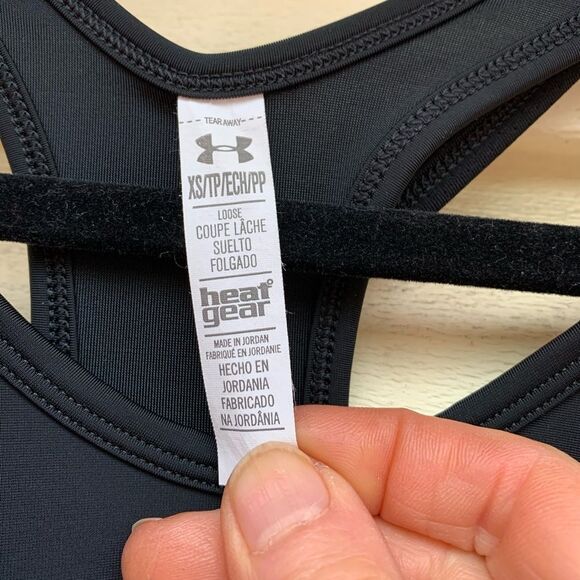 TEAR AWAY
XS/TP/ECH/PP
LOOSE
COUPE LÂCHE
SUELTO
FOLGADO
heat
gear
MADE IN JORDAN
FABRIQUÉ EN JORDANIE
HECHO EN
JORDANIA
FABRICADO
NA JORDÂNIA